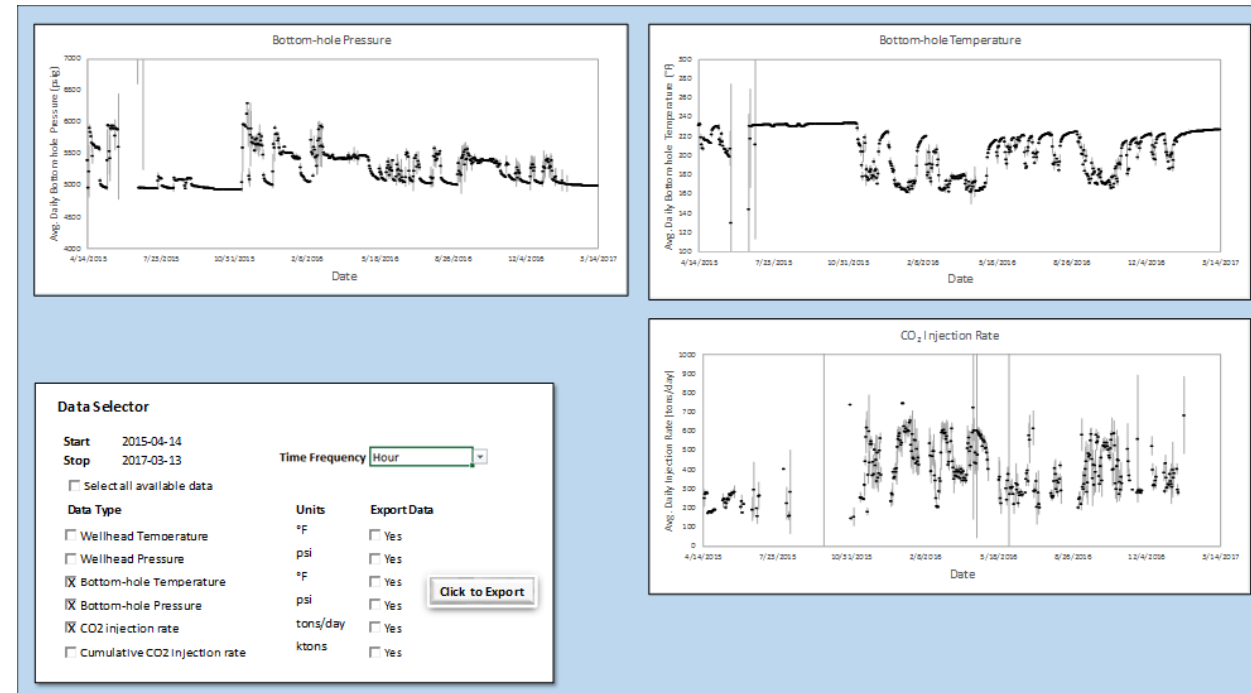 Bottom-hole Pressure
Avg. Daily Bottom-hole Pressure (psig)
7000
6500
6000
5500
5000
4500
4000
4/14/2015 7/23/2015 10/31/2015 2/8/2016 5/18/2016 8/26/2016 12/4/2016 3/14/2017
Date
Bottom-hole Temperature
Avg. Daily Bottom-hole Temperature (°F)
300
280
260
240
220
200
180
160
140
120
100
4/14/2015 7/23/2015 10/31/2015 2/8/2016 5/18/2016 8/26/2016 12/4/2016 3/14/2017
Date
CO₂ Injection Rate
Avg. Daily Injection Rate [tons/day]
1000
900
800
700
600
500
400
300
200
100
0
4/14/2015 7/23/2015 10/31/2015 2/8/2016 5/18/2016 8/26/2016 12/4/2016 3/14/2017
Date
Data Selector
Start 2015-04-14
Stop 2017-03-13
Time Frequency Hour
Select all available data
Data Type Units Export Data
Wellhead Temperature °F Yes
Wellhead Pressure psi Yes
X Bottom-hole Temperature °F Yes
X Bottom-hole Pressure psi Yes
X CO2 injection rate tons/day Yes
Cumulative CO2 injection rate ktons Yes
Click to Export